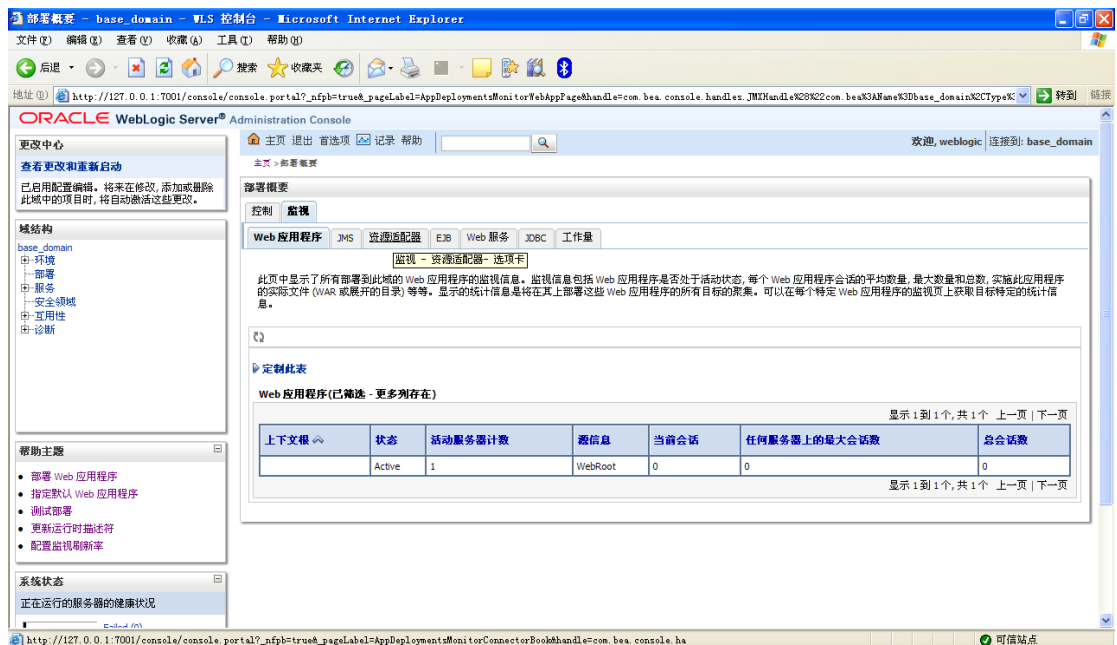 部署概要 - base_domain - WLS 控制台 - Microsoft Internet Explorer
文件(F) 编辑(E) 查看(V) 收藏(A) 工具(T) 帮助(H)
后退 搜索 收藏夹
地址(D) http://127.0.0.1:7001/console/console.portal?_nfpb=true&_pageLabel=AppDeploymentsMonitorWebAppPage&handle=com.bea.console.handles.JMXHandle%28%22com.bea%3AName%3Dbase_domain%2CType% 转到 链接
ORACLE WebLogic Server® Administration Console
更改中心
查看更改和重新启动
已启用配置编辑。将来在修改, 添加或删除
此域中的项目时, 将自动激活这些更改。
域结构
base_domain
环境
部署
服务
安全领域
互用性
诊断
帮助主题
部署 Web 应用程序
指定默认 Web 应用程序
测试部署
更新运行时描述符
配置监视刷新率
系统状态
正在运行的服务器的健康状况
Failed (0)
主页 退出 首选项 记录 帮助
欢迎, weblogic 连接到: base_domain
主页 >部署概要
部署概要
控制 监视
Web 应用程序 JMS 资源适配器 EJB Web 服务 JDBC 工作量
监视 - 资源适配器- 选项卡
此页中显示了所有部署到此域的 Web 应用程序的监视信息。监视信息包括 Web 应用程序是否处于活动状态, 每个 Web 应用程序会话的平均数量, 最大数量和总数, 实施此应用程序
的实际文件 (WAR 或展开的目录) 等等。显示的统计信息是将在其上部署这些 Web 应用程序的所有目标的聚集。可以在每个特定 Web 应用程序的监视页上获取目标特定的统计信
息。
定制此表
Web 应用程序(已筛选 - 更多列存在)
显示 1 到 1 个, 共 1 个 上一页 | 下一页
上下文根 状态 活动服务器计数 源信息 当前会话 任何服务器上的最大会话数 总会话数
Active 1 WebRoot 0 0 0
显示 1 到 1 个, 共 1 个 上一页 | 下一页
http://127.0.0.1:7001/console/console.portal?_nfpb=true&_pageLabel=AppDeploymentsMonitorConnectorBook&handle=com.bea.console.ha 可信站点